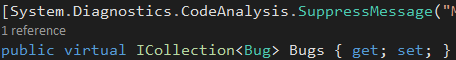 [System.Diagnostics.CodeAnalysis.SuppressMessage("M
1 reference
public virtual ICollection<Bug> Bugs { get; set; }